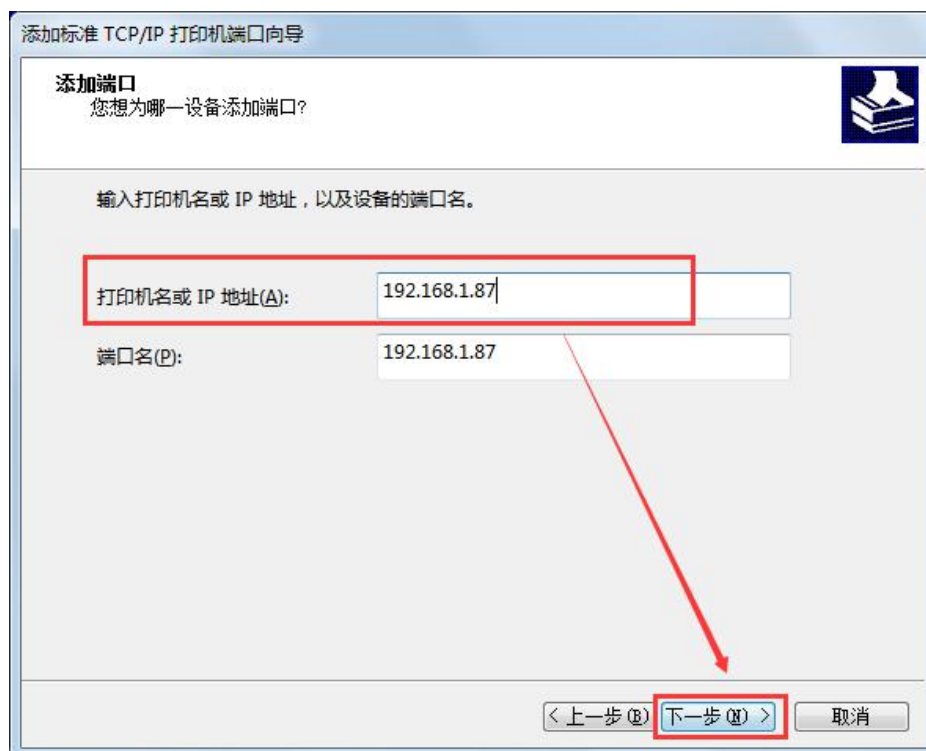 添加标准 TCP/IP 打印机端口向导
添加端口
您想为哪一设备添加端口?
输入打印机名或 IP 地址，以及设备的端口名。
打印机名或 IP 地址(A): 192.168.1.87
端口名(P): 192.168.1.87
< 上一步(B) 下一步(N) > 取消